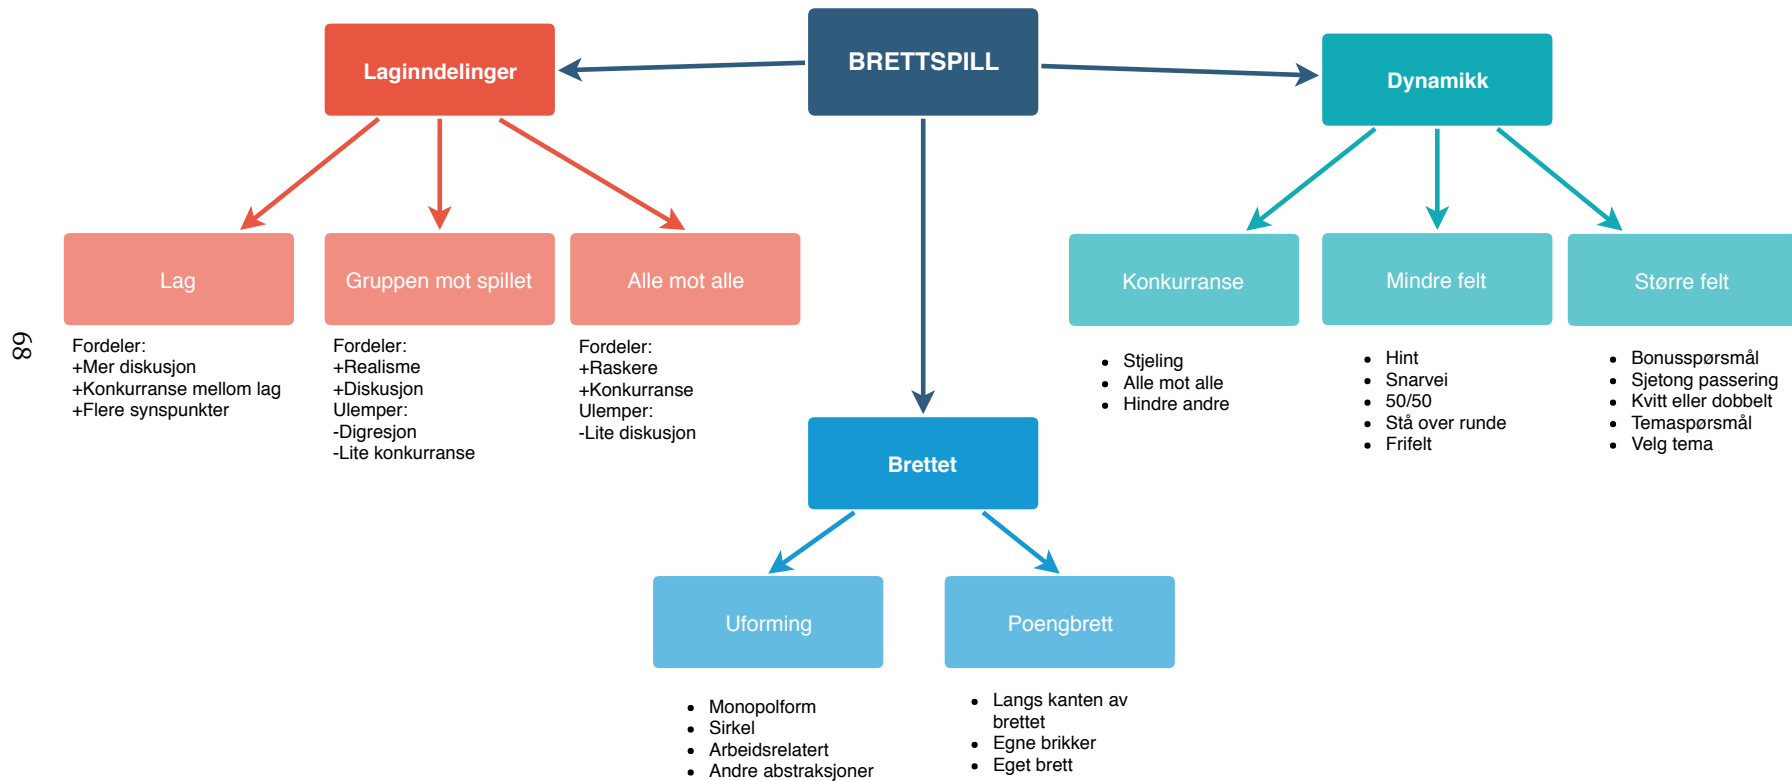 BRETTSPILL
Laginndelinger
Dynamikk
Lag
Gruppen mot spillet
Alle mot alle
Konkurranse
Mindre felt
Større felt
Fordeler:
+Mer diskusjon
+Konkurranse mellom lag
+Flere synspunkter
Fordeler:
+Realisme
+Diskusjon
Ulemper:
-Digresjon
-Lite konkurranse
Fordeler:
+Raskere
+Konkurranse
Ulemper:
-Lite diskusjon
• Stjeling
• Alle mot alle
• Hindre andre
• Hint
• Snarvei
• 50/50
• Stå over runde
• Frifelt
• Bonusspørsmål
• Sjetong passering
• Kvitt eller dobbelt
• Temaspørsmål
• Velg tema
Brettet
Uforming
Poengbrett
• Monopolform
• Sirkel
• Arbeidsrelatert
• Andre abstraksjoner
• Langs kanten av
brettet
• Egne brikker
• Eget brett
68